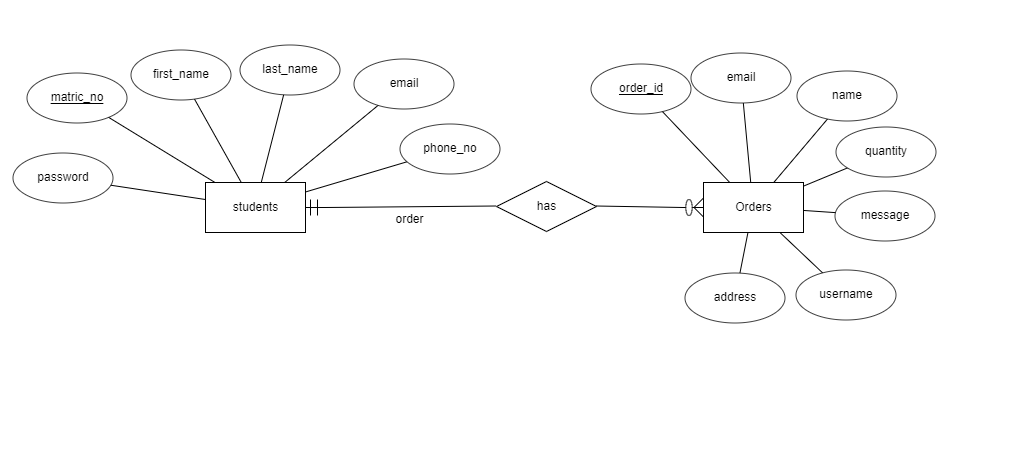 matric_no
first_name
last_name
email
phone_no
password
students
order
has
order_id
email
name
quantity
message
Orders
address
username